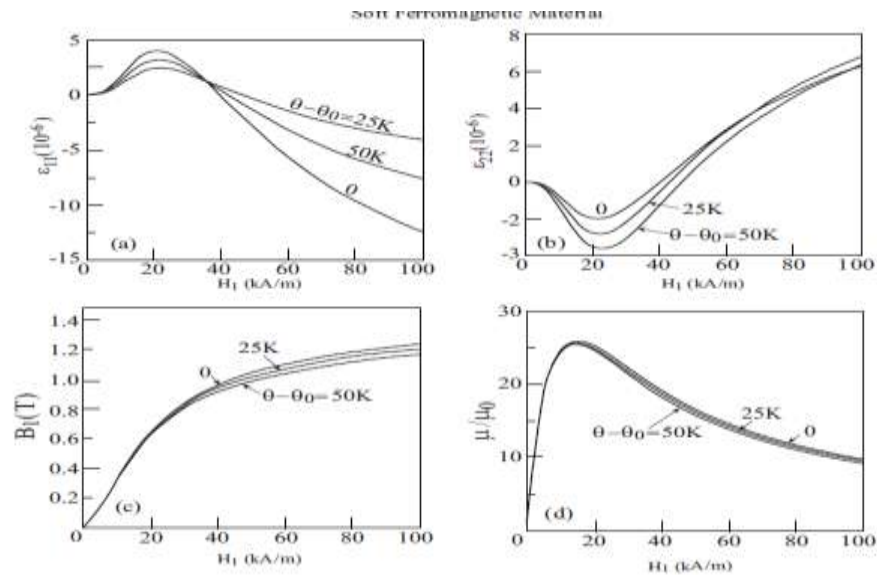 Soft Ferromagnetic Material
5
0
-5
-10
-15
ε11(10-6)
θ-θ0=25K
50K
0
(a)
0 20 40 60 80 100
H1 (kA/m)
8
6
4
2
0
-2
-3
ε22(10-6)
0
25K
θ-θ0=50K
(b)
0 20 40 60 80 100
H1 (kA/m)
1.4
1.2
1.0
0.8
0.6
0.4
0.2
B1(T)
25K
0
θ-θ0=50K
(c)
0 20 40 60 80 100
H1 (kA/m)
30
20
10
μ/μ0
θ-θ0=50K
25K
0
(d)
0 20 40 60 80 100
H1 (kA/m)